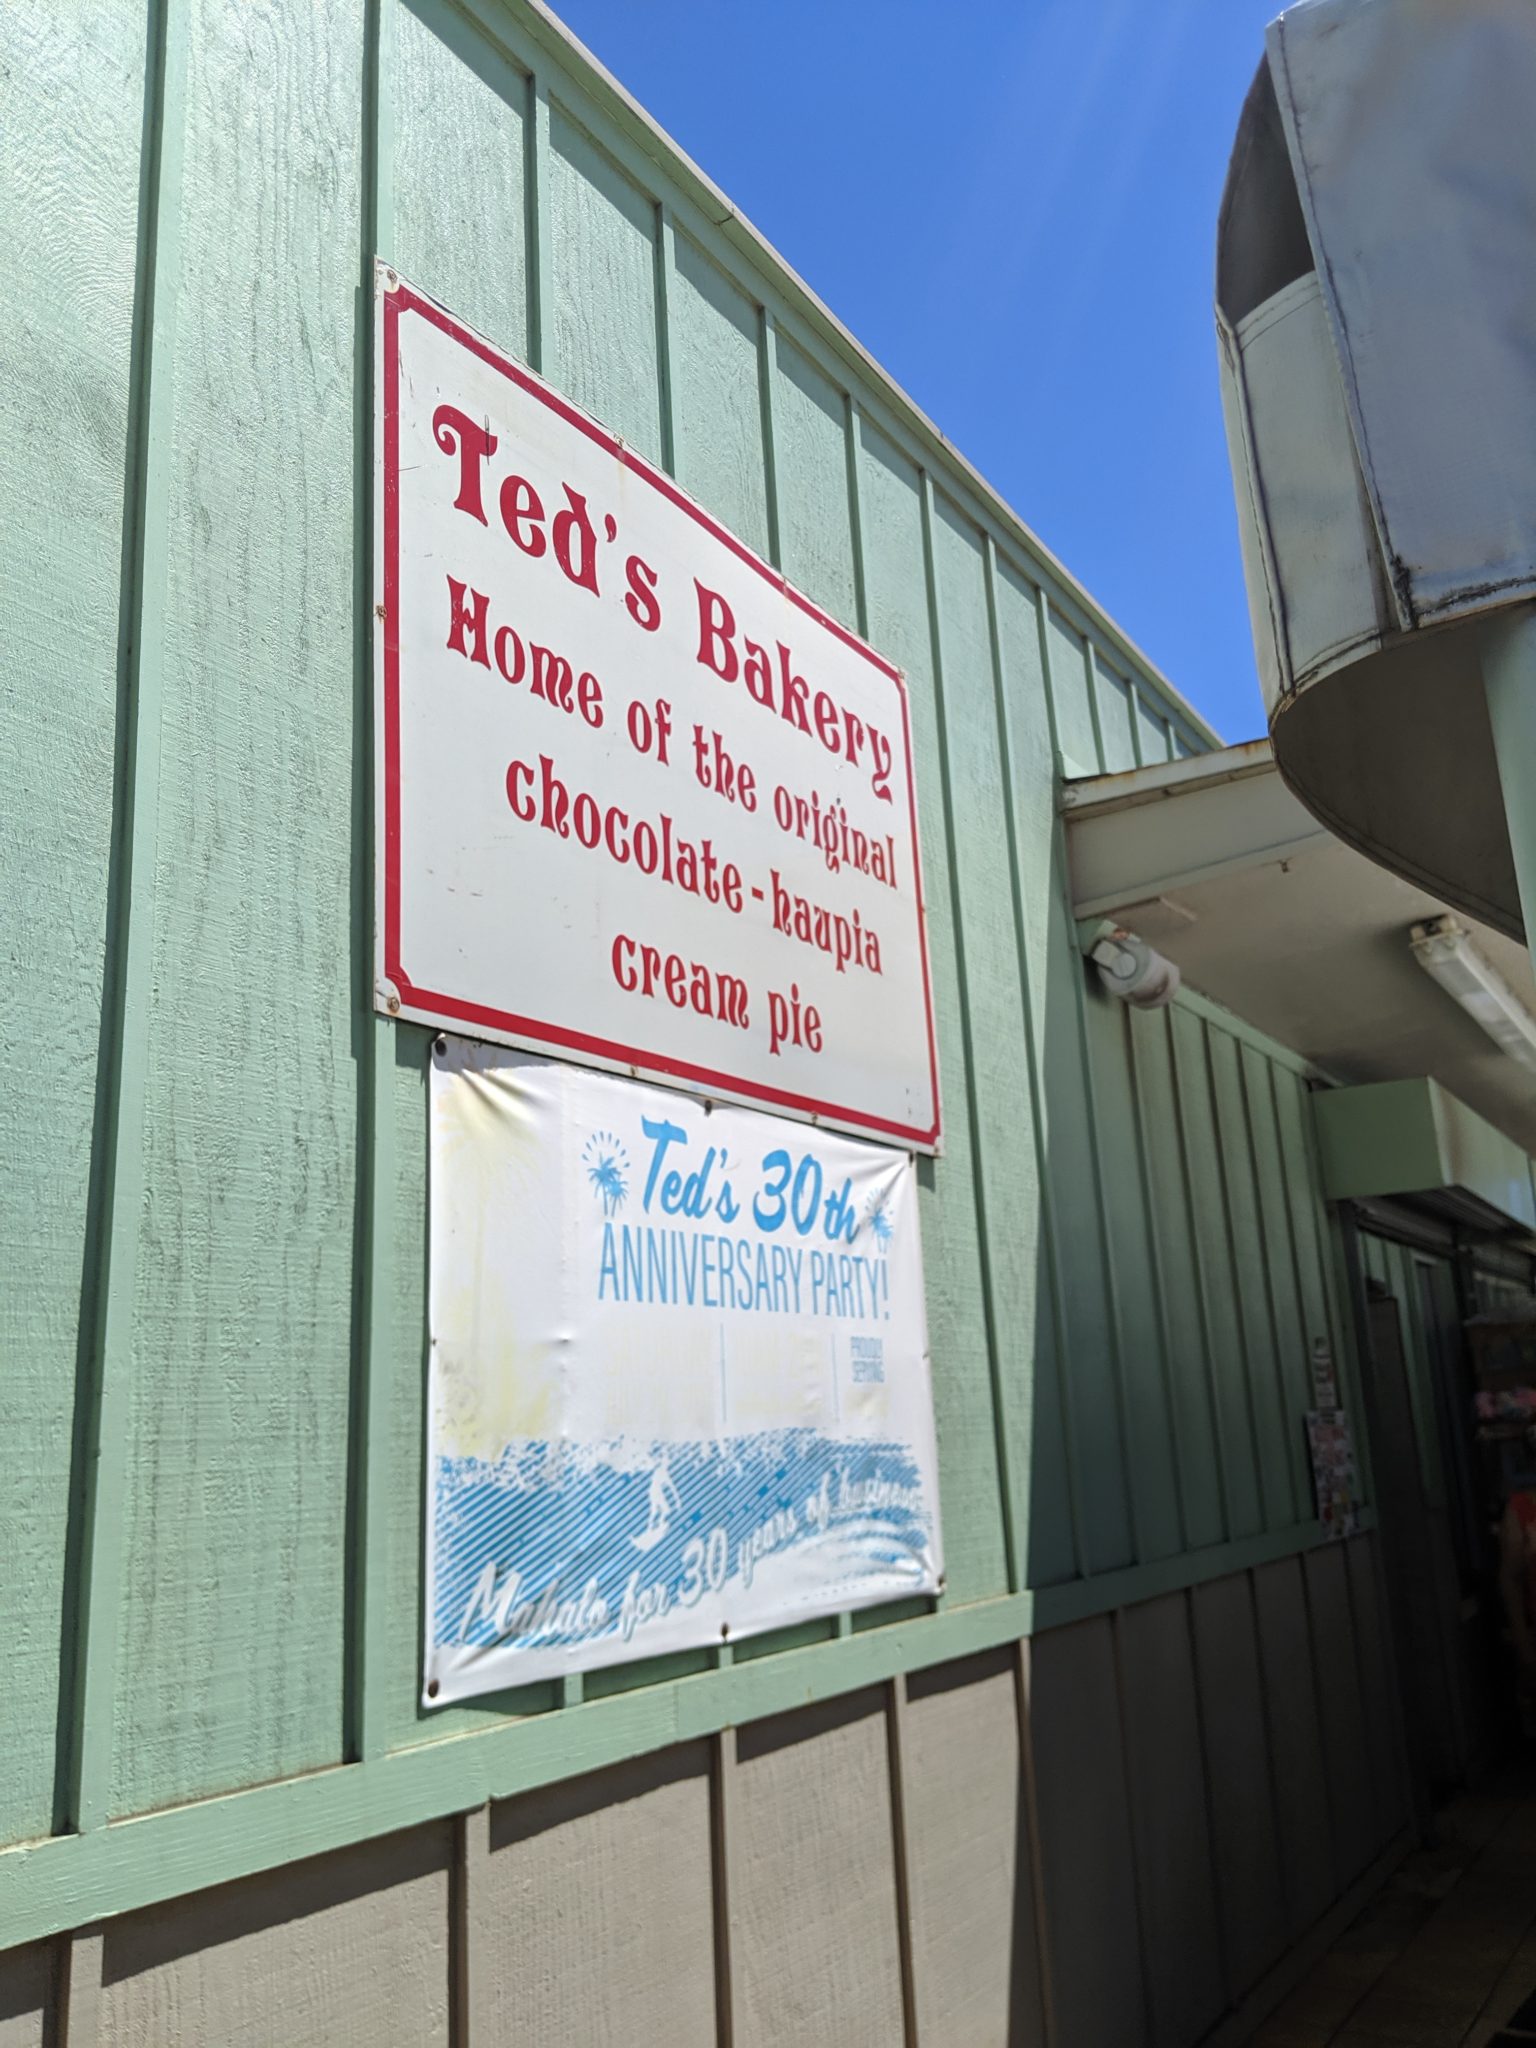 Ted's Bakery
Home of the original
chocolate-haupia
cream pie
Ted's 30th
ANNIVERSARY PARTY!
PROUDLY
SERVING
Mahalo for 30 years of business